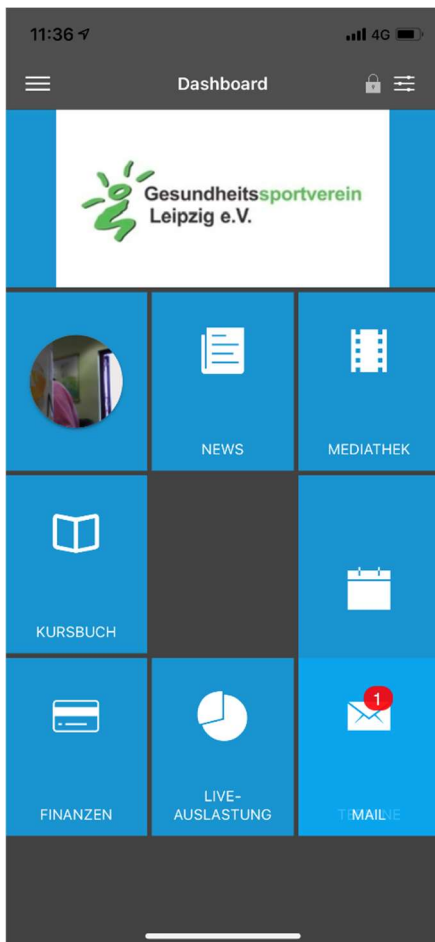 11:36
4G
Dashboard
Gesundheitssportverein
Leipzig e.V.
NEWS
MEDIATHEK
KURSBUCH
1
FINANZEN
LIVE-
AUSLASTUNG
MAIL